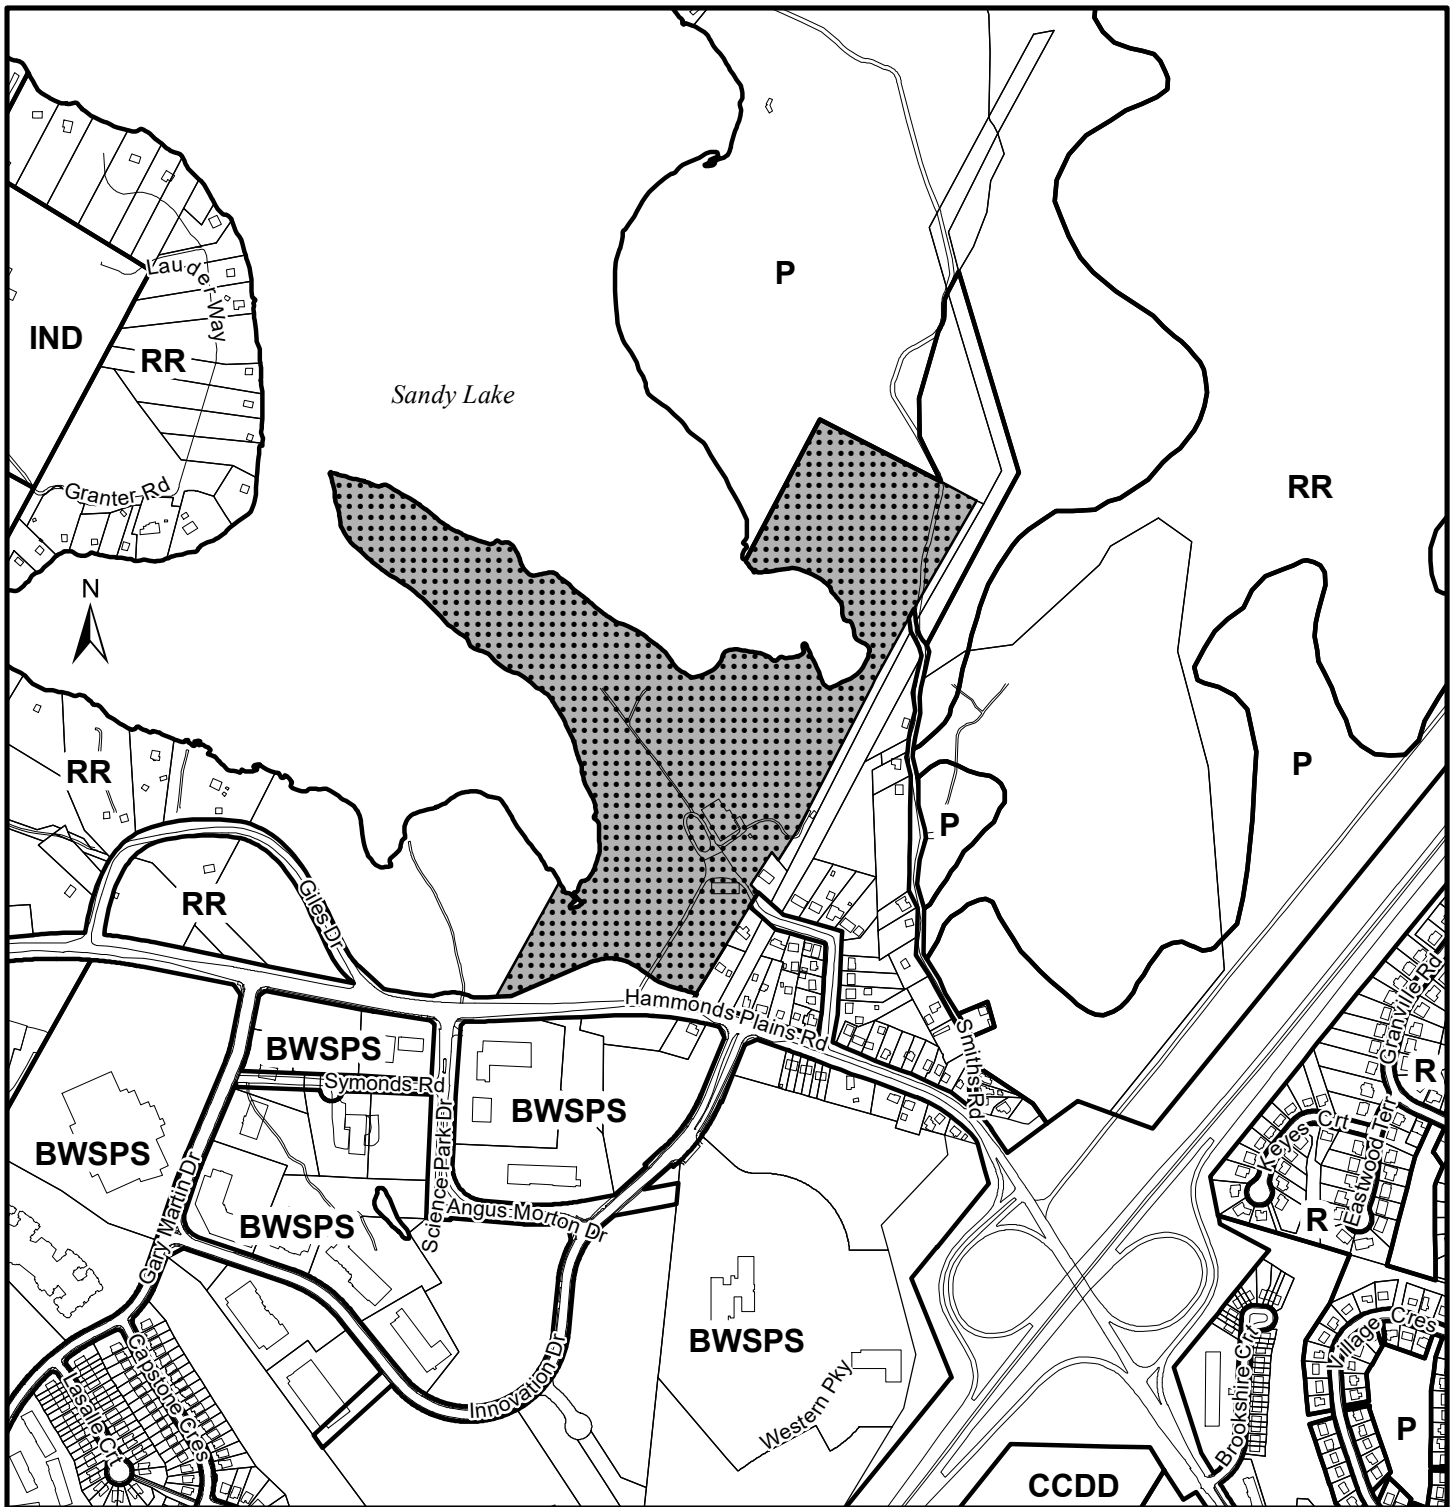 P
Lauder Way
IND
RR
Sandy Lake
RR
Granter Rd
N
P
RR
P
RR
Giles Dr
Hammonds Plains Rd
Granville Rd
BWSPS
Smiths Rd
Symonds Rd
R
BWSPS
Science Park Dr
Keyes Crt
Eastwood Terr
BWSPS
Gary Martin Dr
BWSPS
Angus Morton Dr
R
BWSPS
Village Cres
Capstone Cres
Lasalle Crt
Innovation Dr
Western Pky
Brookshire Crt
P
CCDD